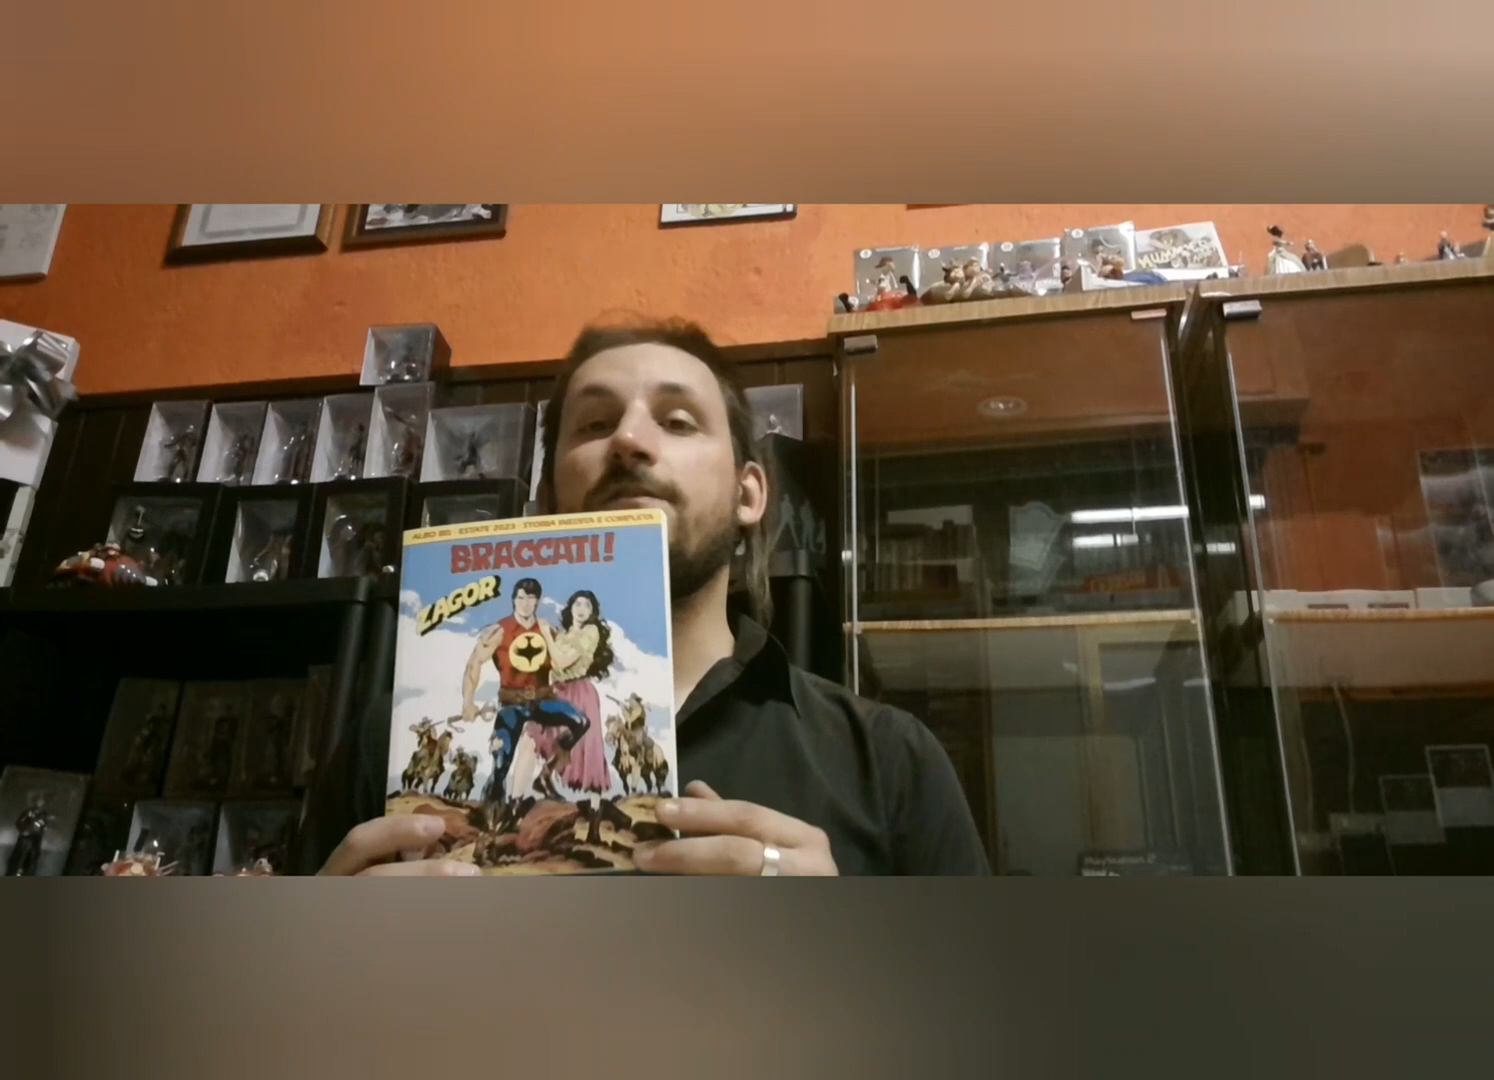 ALBO BIS - ESTATE 2023 - STORIA INEDITA E COMPLETA
BRACCATI!
ZAGOR
PlayStation 2